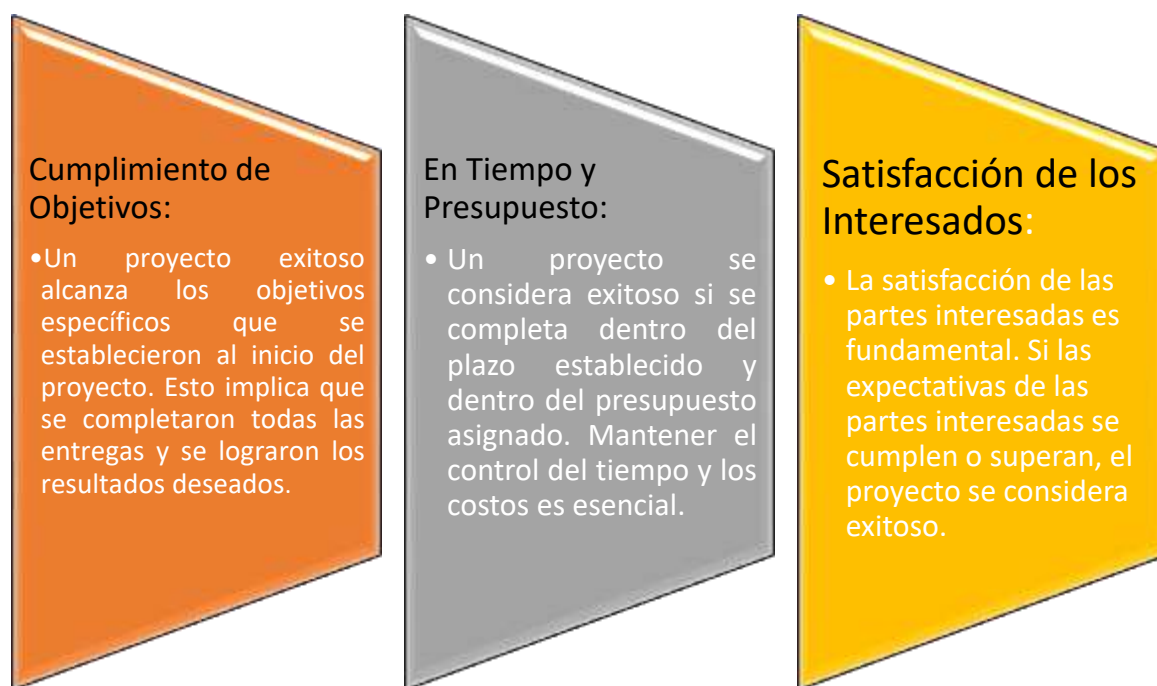 Cumplimiento de
Objetivos:
•Un proyecto exitoso
alcanza los objetivos
específicos que se
establecieron al inicio del
proyecto. Esto implica que
se completaron todas las
entregas y se lograron los
resultados deseados.
En Tiempo y
Presupuesto:
• Un proyecto se
considera exitoso si se
completa dentro del
plazo establecido y
dentro del presupuesto
asignado. Mantener el
control del tiempo y los
costos es esencial.
Satisfacción de los
Interesados:
• La satisfacción de las
partes interesadas es
fundamental. Si las
expectativas de las
partes interesadas se
cumplen o superan, el
proyecto se considera
exitoso.